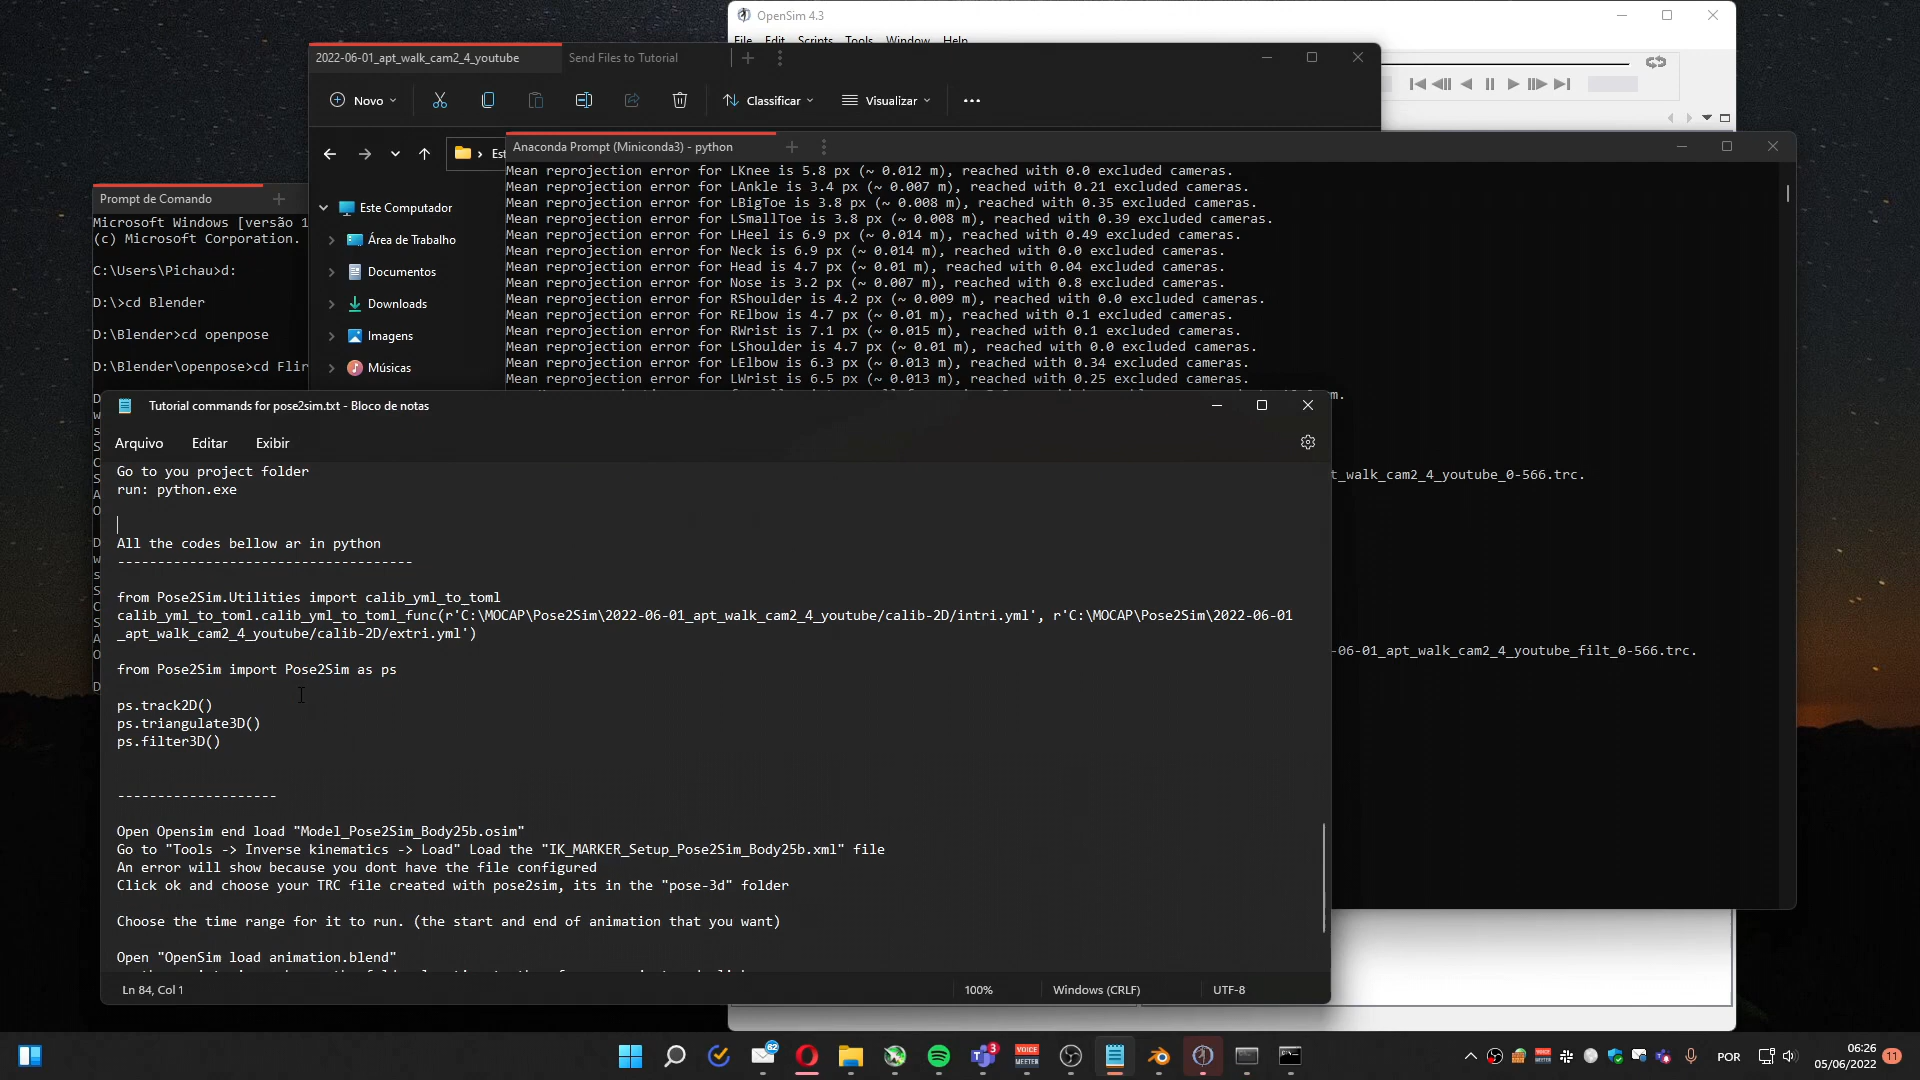 OpenSim 4.3
File Edit Scripts Tools Window Help
2022-06-01_apt_walk_cam2_4_youtube
Send Files to Tutorial
Novo
Classificar
Visualizar
Este Computador
Área de Trabalho
Documentos
Downloads
Imagens
Músicas
Prompt de Comando
Microsoft Windows [versão 1
(c) Microsoft Corporation.
C:\Users\Pichau>d:
D:\>cd Blender
D:\Blender>cd openpose
D:\Blender\openpose>cd Flir
Anaconda Prompt (Miniconda3) - python
Mean reprojection error for LKnee is 5.8 px (~ 0.012 m), reached with 0.0 excluded cameras.
Mean reprojection error for LAnkle is 3.4 px (~ 0.007 m), reached with 0.21 excluded cameras.
Mean reprojection error for LBigToe is 3.8 px (~ 0.008 m), reached with 0.35 excluded cameras.
Mean reprojection error for LSmallToe is 3.8 px (~ 0.008 m), reached with 0.39 excluded cameras.
Mean reprojection error for LHeel is 6.9 px (~ 0.014 m), reached with 0.49 excluded cameras.
Mean reprojection error for Neck is 6.9 px (~ 0.014 m), reached with 0.0 excluded cameras.
Mean reprojection error for Head is 4.7 px (~ 0.01 m), reached with 0.04 excluded cameras.
Mean reprojection error for Nose is 3.2 px (~ 0.007 m), reached with 0.8 excluded cameras.
Mean reprojection error for RShoulder is 4.2 px (~ 0.009 m), reached with 0.0 excluded cameras.
Mean reprojection error for RElbow is 4.7 px (~ 0.01 m), reached with 0.1 excluded cameras.
Mean reprojection error for RWrist is 7.1 px (~ 0.015 m), reached with 0.1 excluded cameras.
Mean reprojection error for LShoulder is 4.7 px (~ 0.01 m), reached with 0.0 excluded cameras.
Mean reprojection error for LElbow is 6.3 px (~ 0.013 m), reached with 0.34 excluded cameras.
Mean reprojection error for LWrist is 6.5 px (~ 0.013 m), reached with 0.25 excluded cameras.
t_walk_cam2_4_youtube_0-566.trc.
-06-01_apt_walk_cam2_4_youtube_filt_0-566.trc.
Tutorial commands for pose2sim.txt - Bloco de notas
Arquivo Editar Exibir
Go to you project folder
run: python.exe
All the codes bellow ar in python
-------------------------------------
from Pose2Sim.Utilities import calib_yml_to_toml
calib_yml_to_toml.calib_yml_to_toml_func(r'C:\MOCAP\Pose2Sim\2022-06-01_apt_walk_cam2_4_youtube/calib-2D/intri.yml', r'C:\MOCAP\Pose2Sim\2022-06-01
_apt_walk_cam2_4_youtube/calib-2D/extri.yml')
from Pose2Sim import Pose2Sim as ps
ps.track2D()
ps.triangulate3D()
ps.filter3D()
--------------------
Open Opensim end load "Model_Pose2Sim_Body25b.osim"
Go to "Tools -> Inverse kinematics -> Load" Load the "IK_MARKER_Setup_Pose2Sim_Body25b.xml" file
An error will show because you dont have the file configured
Click ok and choose your TRC file created with pose2sim, its in the "pose-3d" folder
Choose the time range for it to run. (the start and end of animation that you want)
Open "OpenSim load animation.blend"
Ln 84, Col 1
100%
Windows (CRLF)
UTF-8
62
3
VOICE MEETER
POR
06:26
05/06/2022
11